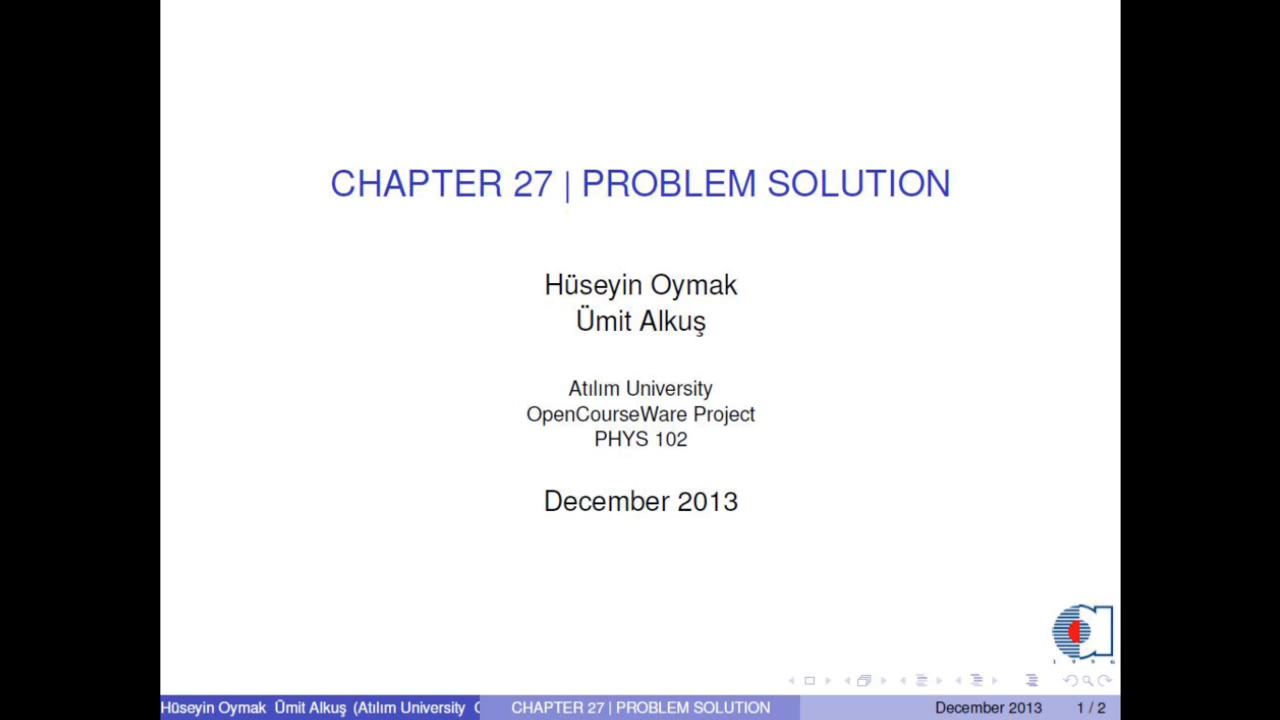 CHAPTER 27 | PROBLEM SOLUTION
Hüseyin Oymak
Ümit Alkuş
Atılım University
OpenCourseWare Project
PHYS 102
December 2013
1996
Hüseyin Oymak Ümit Alkuş (Atılım University
CHAPTER 27 | PROBLEM SOLUTION
December 2013
1 / 2